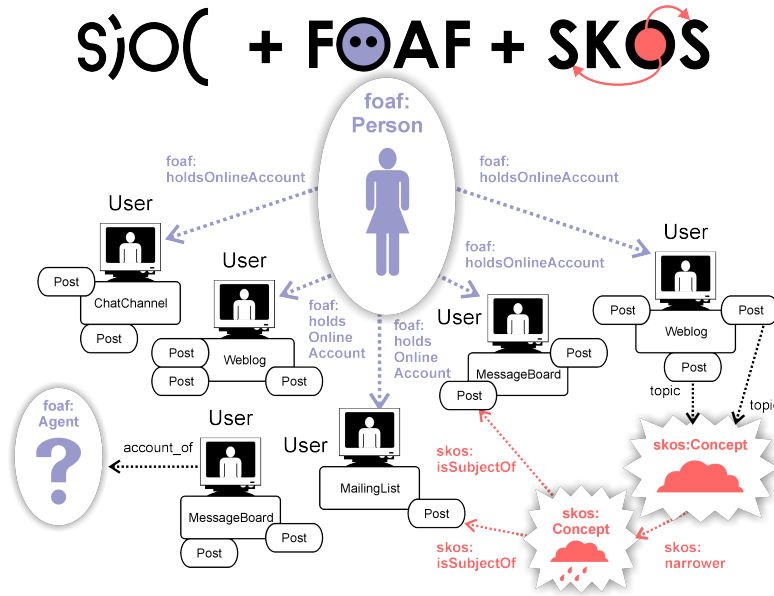 sioc + FOAF + SKOS
foaf:
Person
foaf:
holdsOnlineAccount
foaf:
holdsOnlineAccount
User
Post
ChatChannel
Post
User
Post
Weblog
Post
Post
foaf:
holds
Online
Account
foaf:
holds
Online
Account
foaf:
holdsOnlineAccount
User
Post
MessageBoard
Post
User
Post
Post
Weblog
Post
topic
topic
foaf:
Agent
account_of
User
MessageBoard
Post
Post
User
MailingList
Post
skos:
isSubjectOf
skos:
isSubjectOf
skos:Concept
skos:
Concept
skos:
narrower